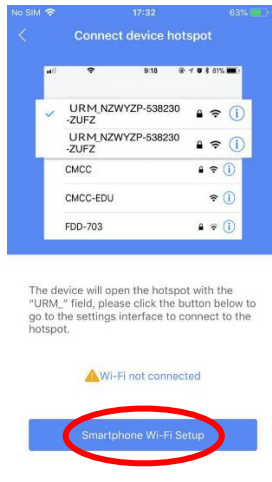 No SIM 17:32 63%
Connect device hotspot
9:18 81%
URM_NZWYZP-538230
-ZUFZ
URM_NZWYZP-538230
-ZUFZ
CMCC
CMCC-EDU
FDD-703
The device will open the hotspot with the
“URM_” field, please click the button below to
go to the settings interface to connect to the
hotspot.
Wi-Fi not connected
Smartphone Wi-Fi Setup